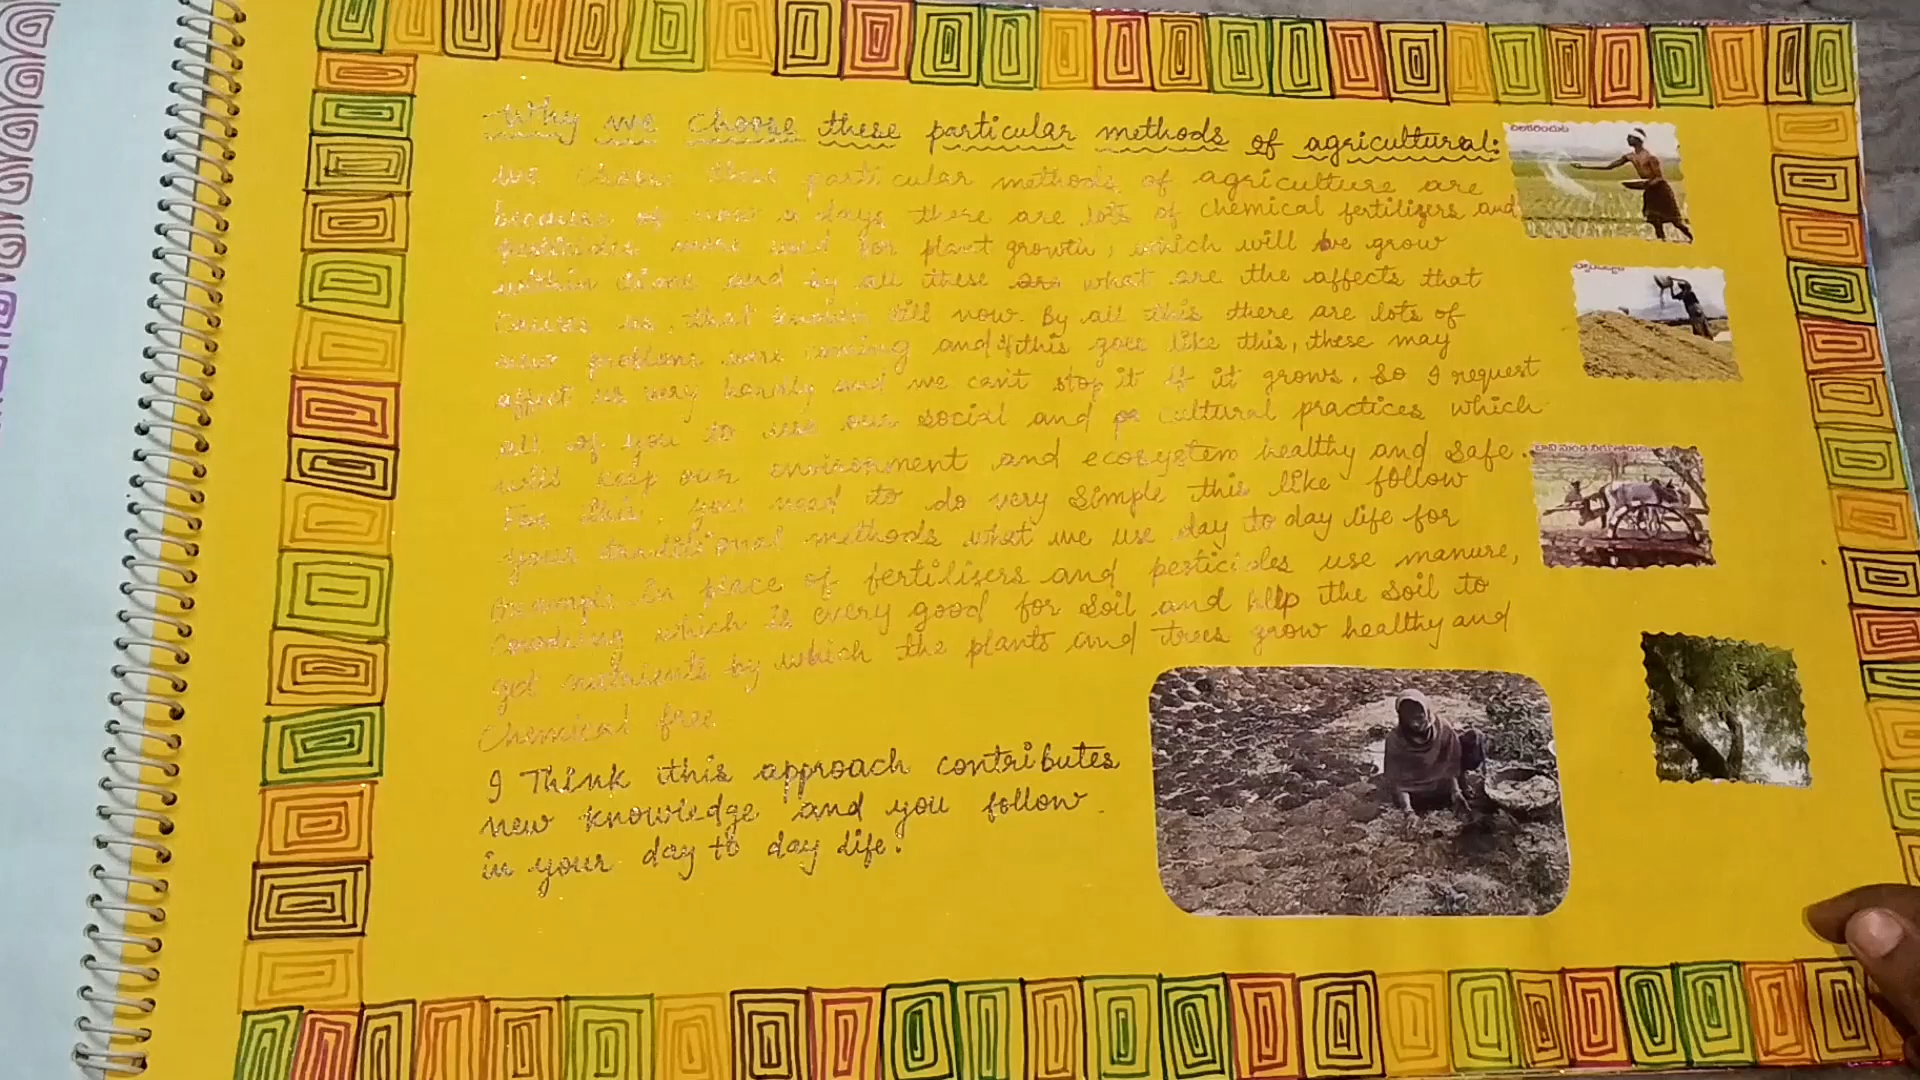 Why we choose these particular methods of agricultural:
we choose these particular methods of agriculture are
because of now a days there are lots of chemical fertilizers and
pesticides were used for plant growth, which will be grow
within time and by all these are what are the affects that
causes us, that knows till now. By all this there are lots of
new problems were coming and if this goes like this, these may
affect us very harsly and we can't stop it if it grows. So I request
all of you to use our social and cultural practices which
will keep our environment and ecosystem healthy and safe.
For this, you need to do very simple this like follow
your traditional methods what we use day to day life for
example In place of fertilisers and pesticides use manure,
which is every good for soil and help the soil to
get nutrients by which the plants and trees grow healthy and
chemical free
I Think this approach contributes
new knowledge and you follow
in your day to day life.